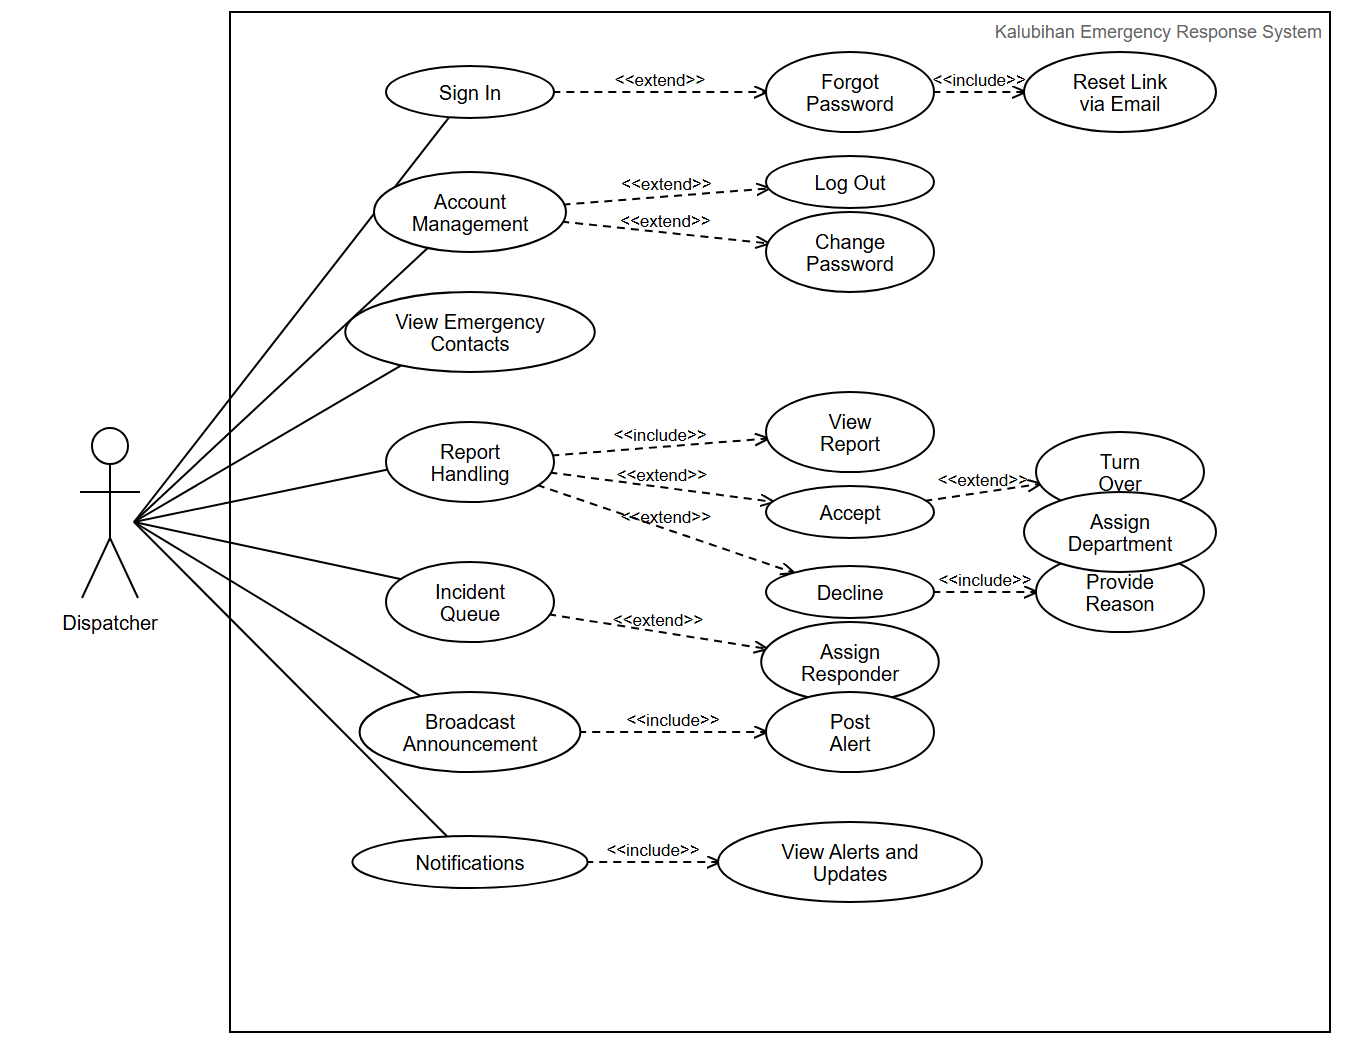 Kalubihan Emergency Response System
Sign In
<<extend>>
Forgot
Password
<<include>>
Reset Link
via Email
Account
Management
<<extend>>
Log Out
<<extend>>
Change
Password
View Emergency
Contacts
Report
Handling
<<include>>
View
Report
<<extend>>
Accept
<<extend>>
Turn
Over
Assign
Department
<<extend>>
Decline
<<include>>
Provide
Reason
Incident
Queue
<<extend>>
Assign
Responder
Broadcast
Announcement
<<include>>
Post
Alert
Notifications
<<include>>
View Alerts and
Updates
Dispatcher